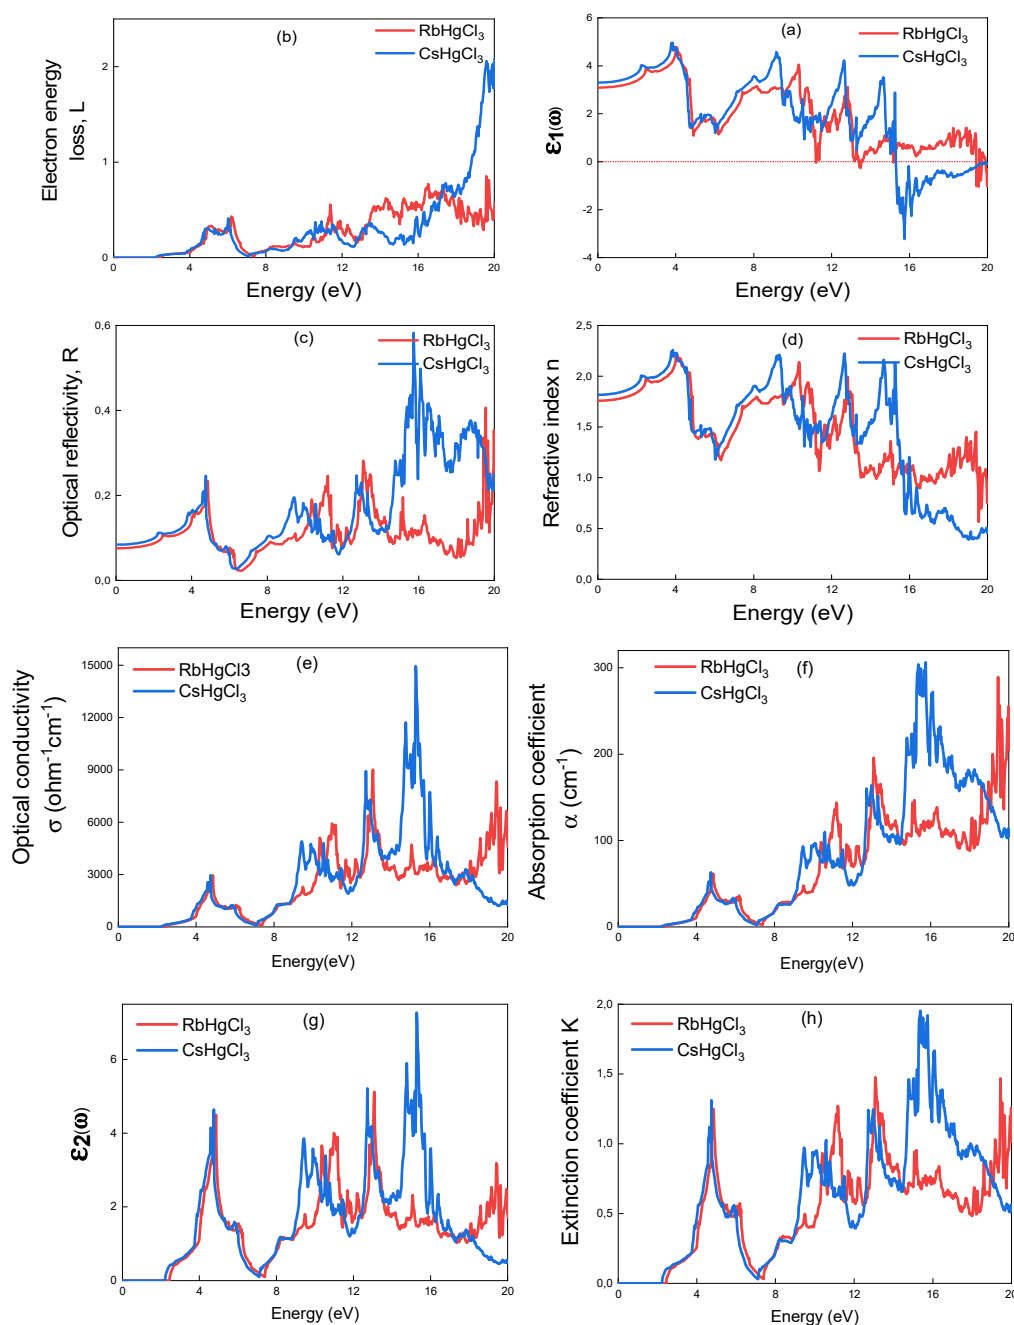 (b)
RbHgCl₃
CsHgCl₃
Electron energy
loss, L
2
1
0
0 4 8 12 16 20
Energy (eV)
(a)
RbHgCl₃
CsHgCl₃
ε1(ω)
6
4
2
0
-2
-4
0 4 8 12 16 20
Energy (eV)
(c)
RbHgCl₃
CsHgCl₃
Optical reflectivity, R
0,6
0,4
0,2
0,0
0 4 8 12 16 20
Energy (eV)
(d)
RbHgCl₃
CsHgCl₃
Refractive index n
2,5
2,0
1,5
1,0
0,5
0,0
0 4 8 12 16 20
Energy (eV)
(e)
RbHgCl3
CsHgCl₃
Optical conductivity
σ (ohm⁻¹cm⁻¹)
15000
12000
9000
6000
3000
0
0 4 8 12 16 20
Energy(eV)
(f)
RbHgCl₃
CsHgCl₃
Absorption coefficient
α (cm⁻¹)
300
200
100
0
0 4 8 12 16 20
Energy(eV)
(g)
RbHgCl₃
CsHgCl₃
ε2(ω)
6
4
2
0
0 4 8 12 16 20
Energy (eV)
(h)
RbHgCl₃
CsHgCl₃
Extinction coefficient K
2,0
1,5
1,0
0,5
0,0
0 4 8 12 16 20
Energy (eV)